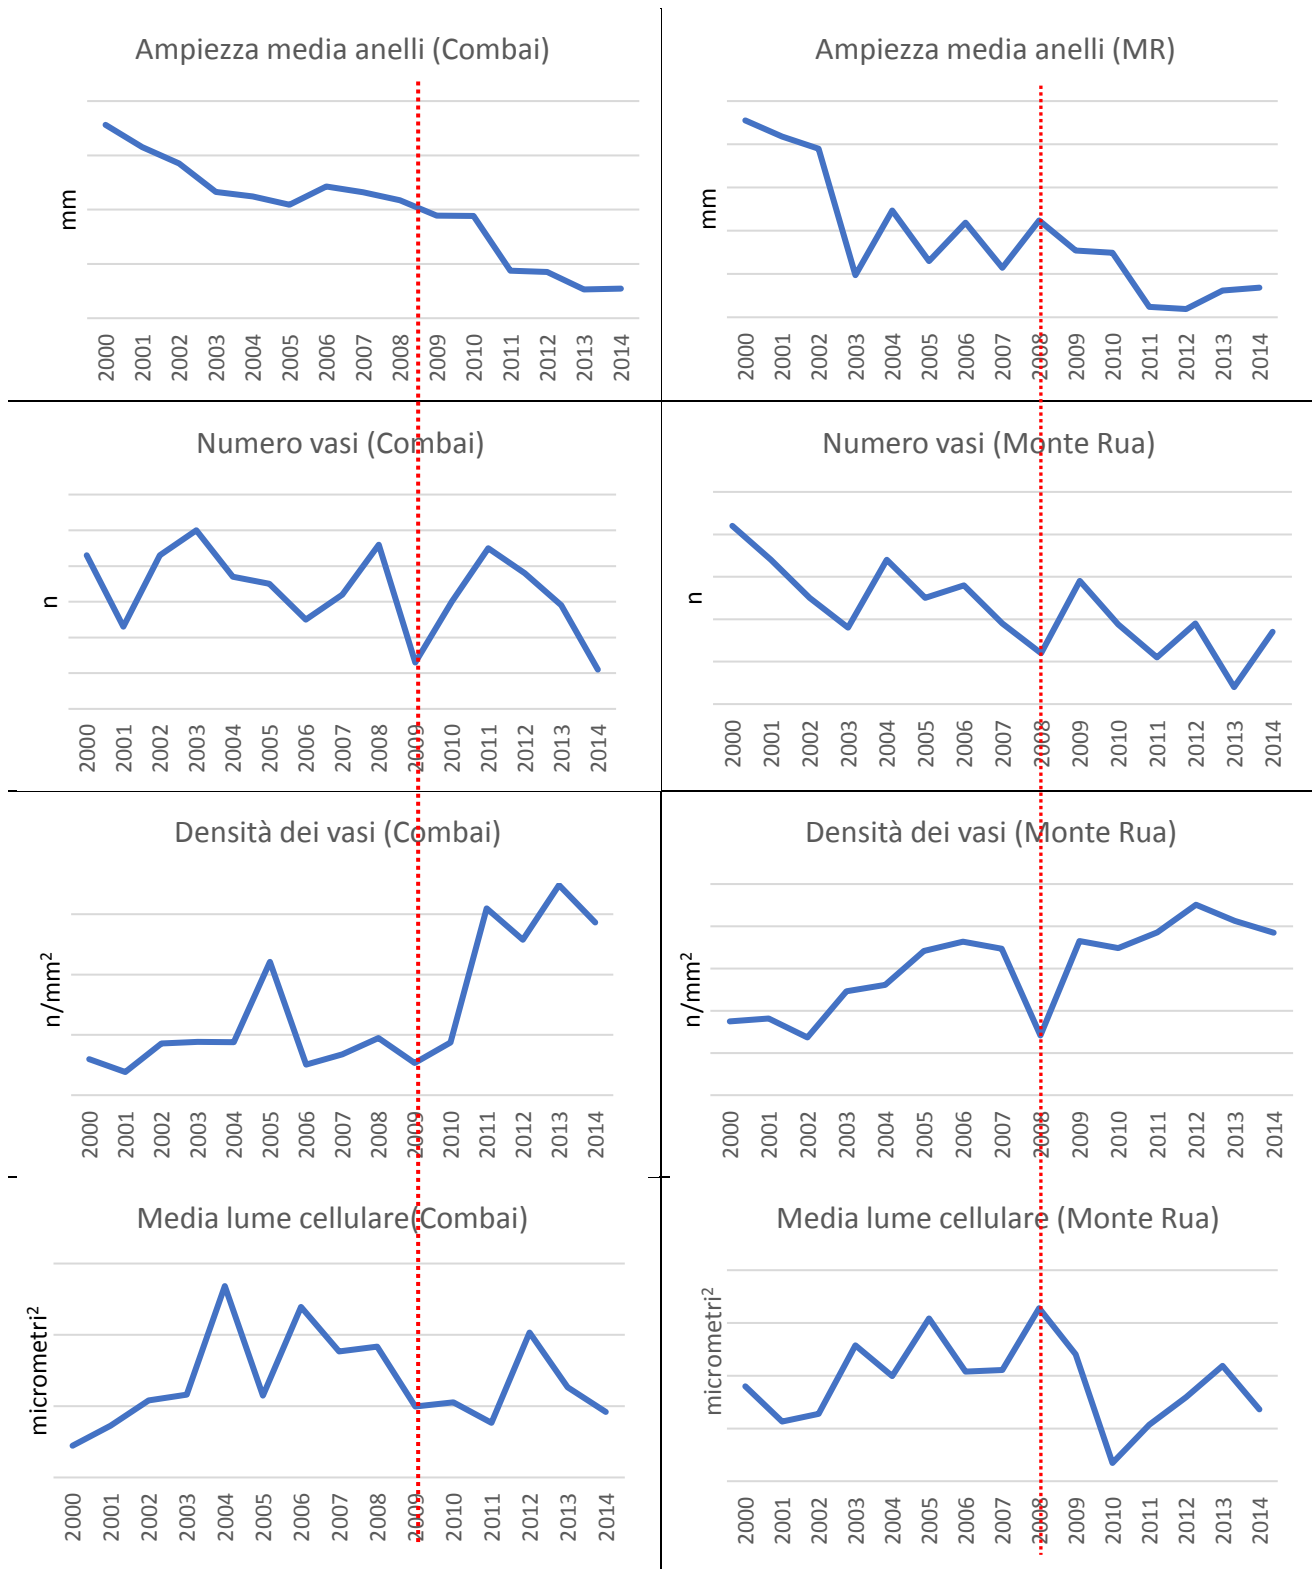 Ampiezza media anelli (Combai)
mm
2000 2001 2002 2003 2004 2005 2006 2007 2008 2009 2010 2011 2012 2013 2014
Ampiezza media anelli (MR)
mm
2000 2001 2002 2003 2004 2005 2006 2007 2008 2009 2010 2011 2012 2013 2014
Numero vasi (Combai)
n
2000 2001 2002 2003 2004 2005 2006 2007 2008 2009 2010 2011 2012 2013 2014
Numero vasi (Monte Rua)
n
2000 2001 2002 2003 2004 2005 2006 2007 2008 2009 2010 2011 2012 2013 2014
Densità dei vasi (Combai)
n/mm²
2000 2001 2002 2003 2004 2005 2006 2007 2008 2009 2010 2011 2012 2013 2014
Densità dei vasi (Monte Rua)
n/mm²
2000 2001 2002 2003 2004 2005 2006 2007 2008 2009 2010 2011 2012 2013 2014
Media lume cellulare(Combai)
micrometri²
2000 2001 2002 2003 2004 2005 2006 2007 2008 2009 2010 2011 2012 2013 2014
Media lume cellulare (Monte Rua)
micrometri²
2000 2001 2002 2003 2004 2005 2006 2007 2008 2009 2010 2011 2012 2013 2014